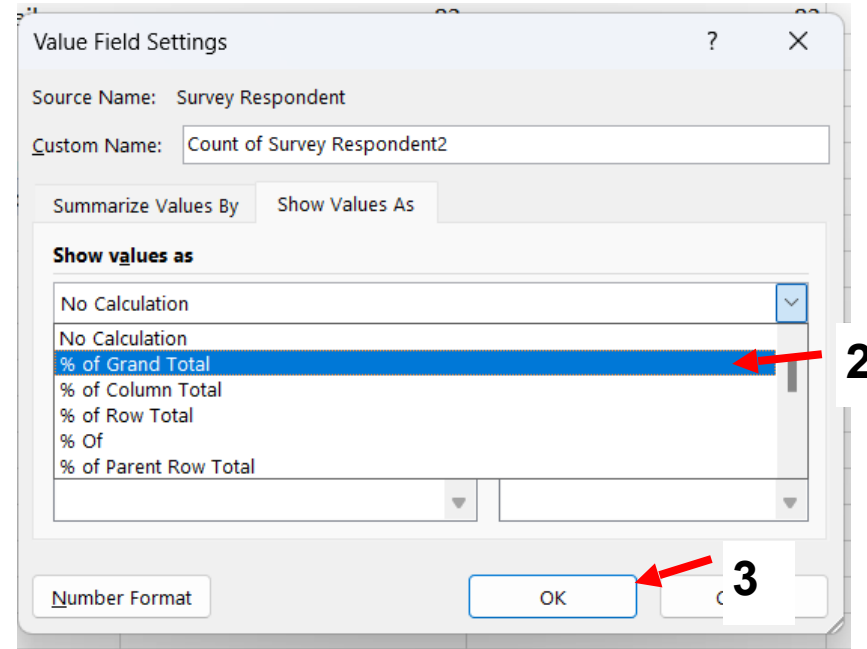 Value Field Settings ? ×
Source Name: Survey Respondent
Custom Name: Count of Survey Respondent2
Summarize Values By Show Values As
Show values as
No Calculation
No Calculation
% of Grand Total
2
% of Column Total
% of Row Total
% Of
% of Parent Row Total
3
Number Format OK